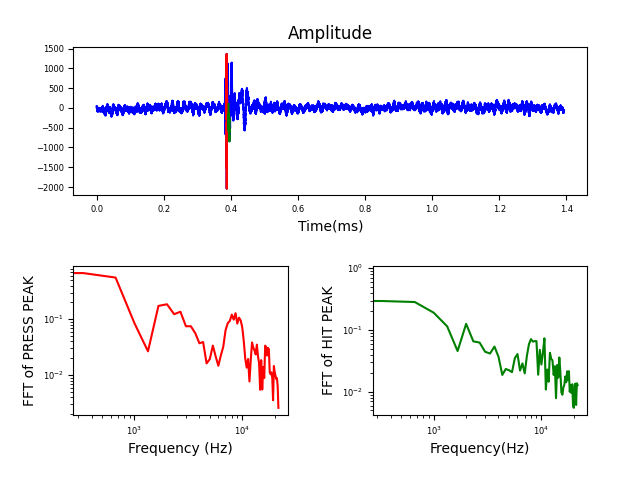 Amplitude
1500
1000
500
0
−500
−1000
−1500
−2000
0.0 0.2 0.4 0.6 0.8 1.0 1.2 1.4
Time(ms)
FFT of PRESS PEAK
10⁻¹
10⁻²
10³ 10⁴
Frequency (Hz)
FFT of HIT PEAK
10⁰
10⁻¹
10⁻²
10³ 10⁴
Frequency(Hz)